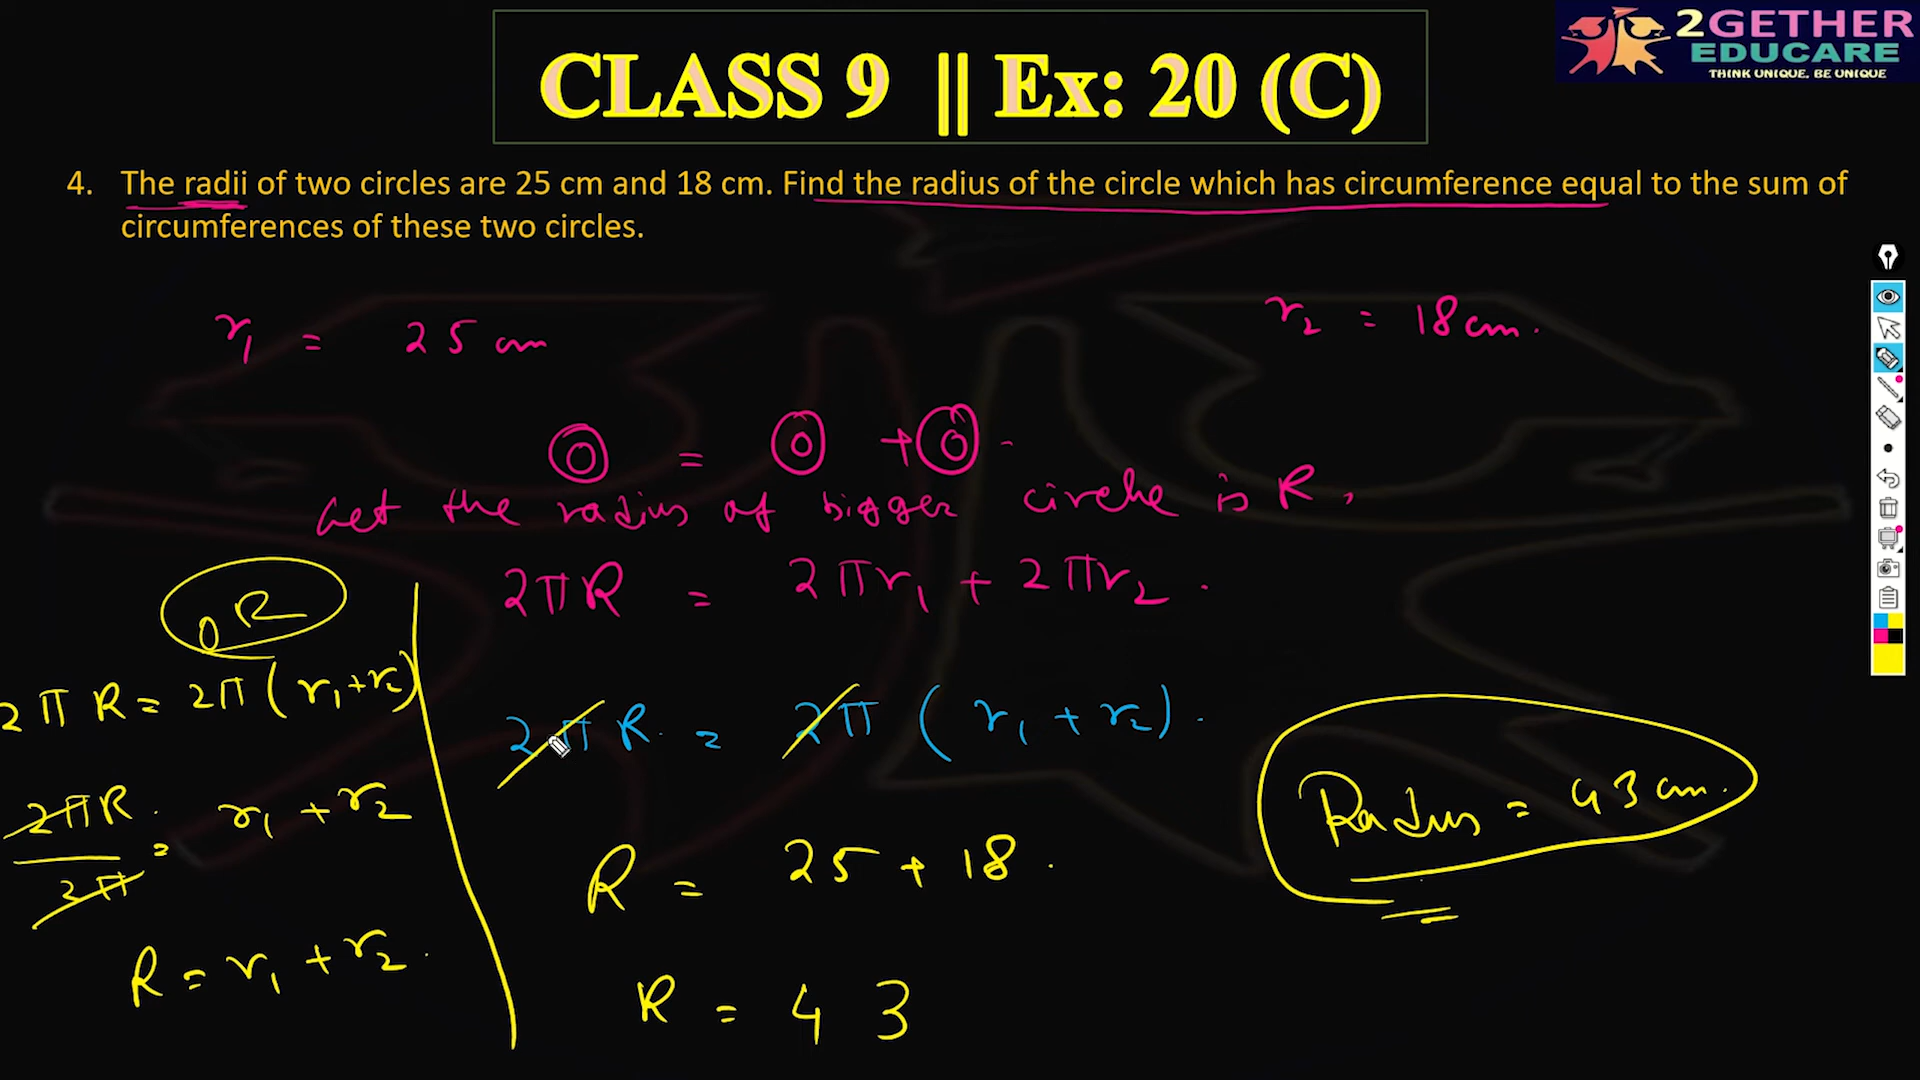 CLASS 9 || Ex: 20 (C)
2GETHER
EDUCARE
THINK UNIQUE. BE UNIQUE
4. The radii of two circles are 25 cm and 18 cm. Find the radius of the circle which has circumference equal to the sum of
circumferences of these two circles.
r1 = 25 cm
r2 = 18 cm.
Let the radius of bigger circle is R,
2πR = 2πr1 + 2πr2.
2πR = 2π (r1 + r2).
R = 25 + 18.
R = 43
Radius = 43 cm.
OR
2πR = 2π (r1 + r2)
2πR
2π
= r1 + r2
R = r1 + r2.